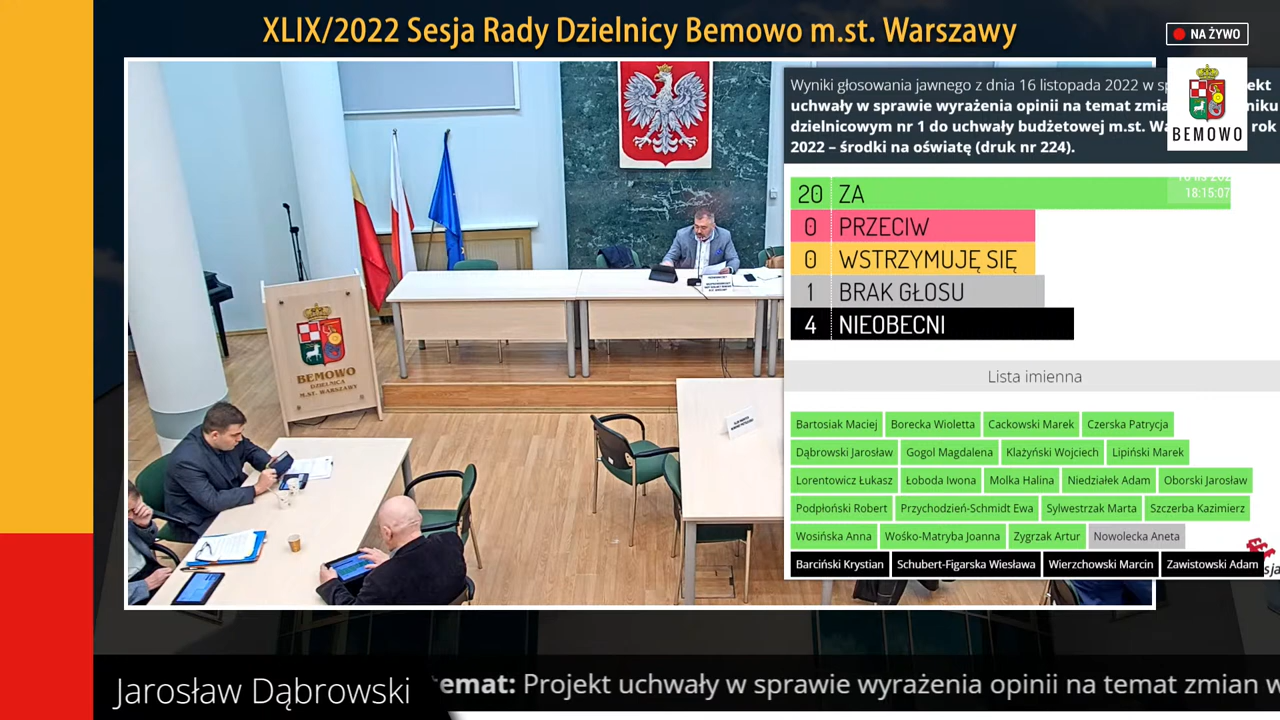 XLIX/2022 Sesja Rady Dzielnicy Bemowo m.st. Warszawy
NA ŻYWO
BEMOWO
Wyniki głosowania jawnego z dnia 16 listopada 2022 w
uchwały w sprawie wyrażenia opinii na temat
dzielnicowym nr 1 do uchwały budżetowej m.st. rok
2022 – środki na oświatę (druk nr 224).
18:15:07
20 ZA
0 PRZECIW
0 WSTRZYMUJĘ SIĘ
1 BRAK GŁOSU
4 NIEOBECNI
Lista imienna
Bartosiak Maciej Borecka Wioletta Cackowski Marek Czerska Patrycja
Dąbrowski Jarosław Gogol Magdalena Klażyński Wojciech Lipiński Marek
Lorentowicz Łukasz Łoboda Iwona Molka Halina Niedziałek Adam Oborski Jarosław
Podpłoński Robert Przychodzień-Schmidt Ewa Sylwestrzak Marta Szczerba Kazimierz
Wosińska Anna Wośko-Matryba Joanna Zygrzak Artur Nowolecka Aneta
Barciński Krystian Schubert-Figarska Wiesława Wierzchowski Marcin Zawistowski Adam
BEMOWO
DZIELNICA
M.ST. WARSZAWY
Jarosław Dąbrowski
temat: Projekt uchwały w sprawie wyrażenia opinii na temat zmian w